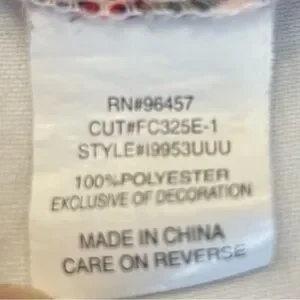 RN#96457
CUT#FC325E-1
STYLE#I9953UUU
100%POLYESTER
EXCLUSIVE OF DECORATION
MADE IN CHINA
CARE ON REVERSE